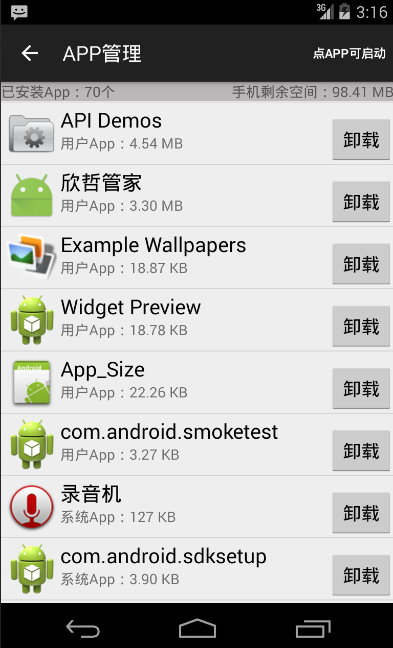 3G 3:16
APP管理 点APP可启动
已安装App：70个 手机剩余空间：98.41 MB
API Demos
用户App：4.54 MB
卸载
欣哲管家
用户App：3.30 MB
卸载
Example Wallpapers
用户App：18.87 KB
卸载
Widget Preview
用户App：18.78 KB
卸载
Android
App_Size
用户App：22.26 KB
卸载
com.android.smoketest
用户App：3.27 KB
卸载
录音机
系统App：127 KB
卸载
com.android.sdksetup
系统App：3.90 KB
卸载